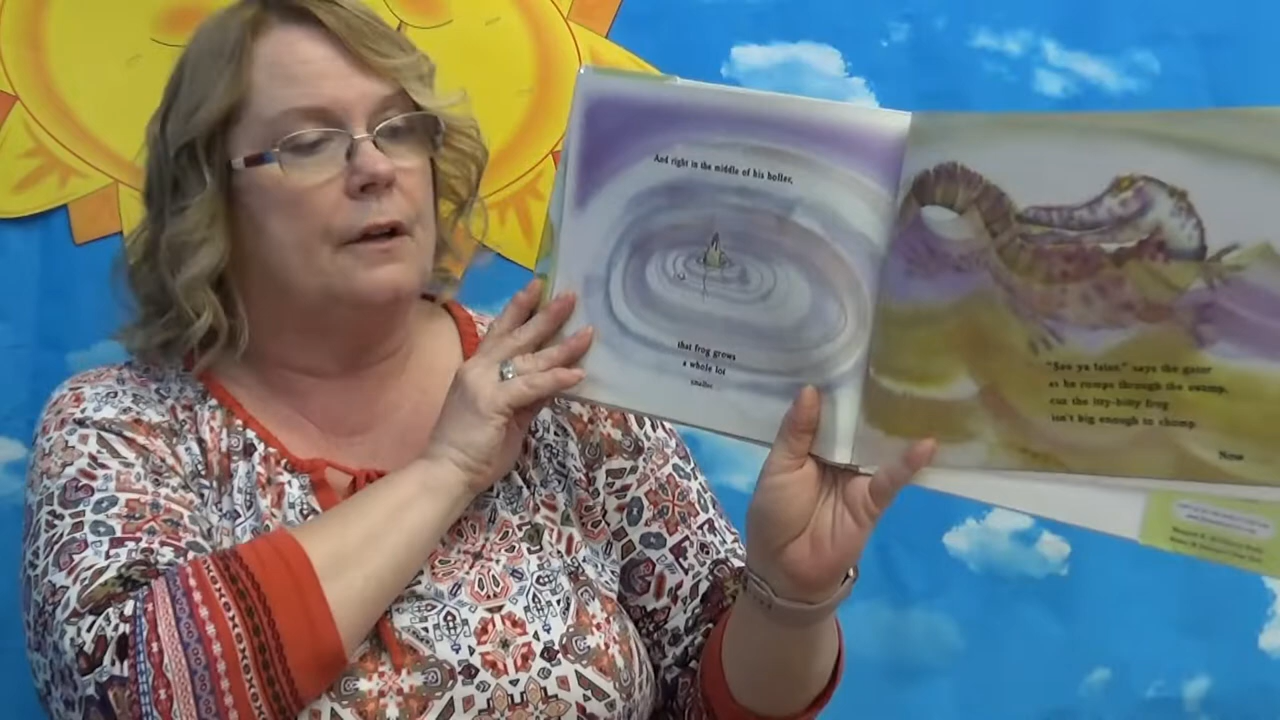 And right in the middle of his holler,
that frog grows
a whole lot
smaller.
"See ya later," says the gator
as he romps through the swamp,
cuz the itty-bitty frog
isn't big enough to chomp.
Now